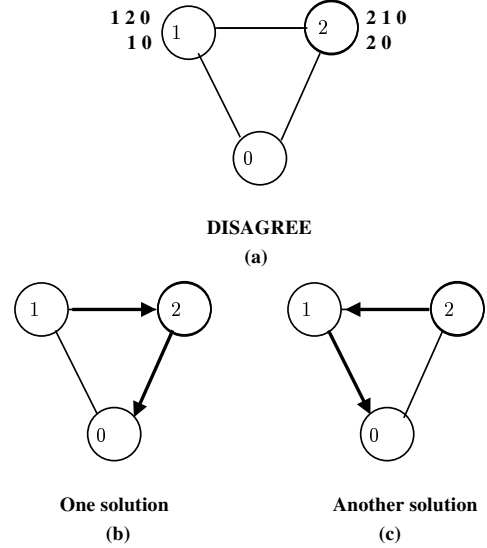 1 2 0
1 0
1
2
2 1 0
2 0
0
DISAGREE
(a)
1
2
0
One solution
(b)
1
2
0
Another solution
(c)